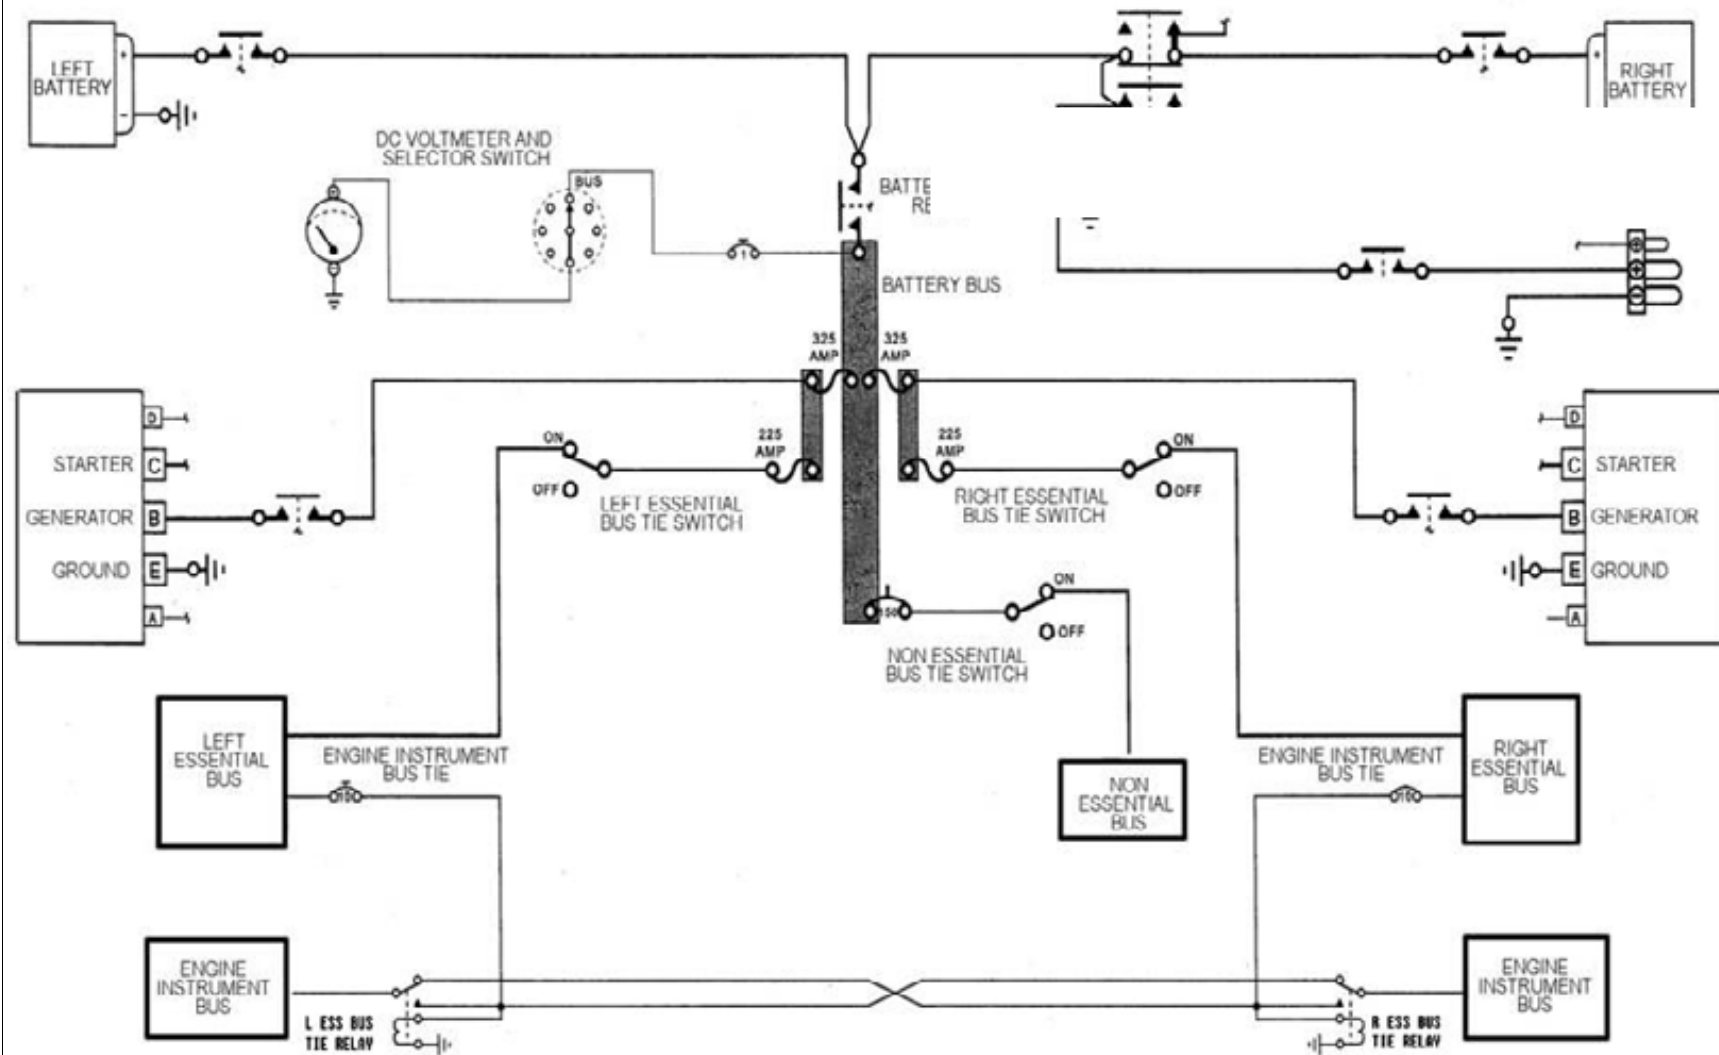 LEFT
BATTERY
+
-
RIGHT
BATTERY
+
DC VOLTMETER AND
SELECTOR SWITCH
BUS
BATTE
RE
1
BATTERY BUS
325
AMP
325
AMP
D
STARTER C
GENERATOR B
GROUND E
A
ON
OFF
225
AMP
LEFT ESSENTIAL
BUS TIE SWITCH
225
AMP
RIGHT ESSENTIAL
BUS TIE SWITCH
ON
OFF
D
C STARTER
B GENERATOR
E GROUND
A
150
ON
OFF
NON ESSENTIAL
BUS TIE SWITCH
LEFT
ESSENTIAL
BUS
ENGINE INSTRUMENT
BUS TIE
10
NON
ESSENTIAL
BUS
ENGINE INSTRUMENT
BUS TIE
10
RIGHT
ESSENTIAL
BUS
ENGINE
INSTRUMENT
BUS
L ESS BUS
TIE RELAY
R ESS BUS
TIE RELAY
ENGINE
INSTRUMENT
BUS